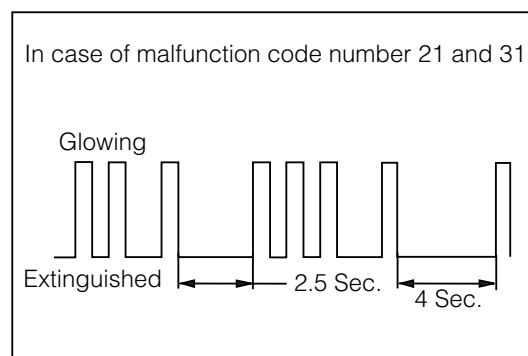 In case of malfunction code number 21 and 31
Glowing
Extinguished
2.5 Sec.
4 Sec.